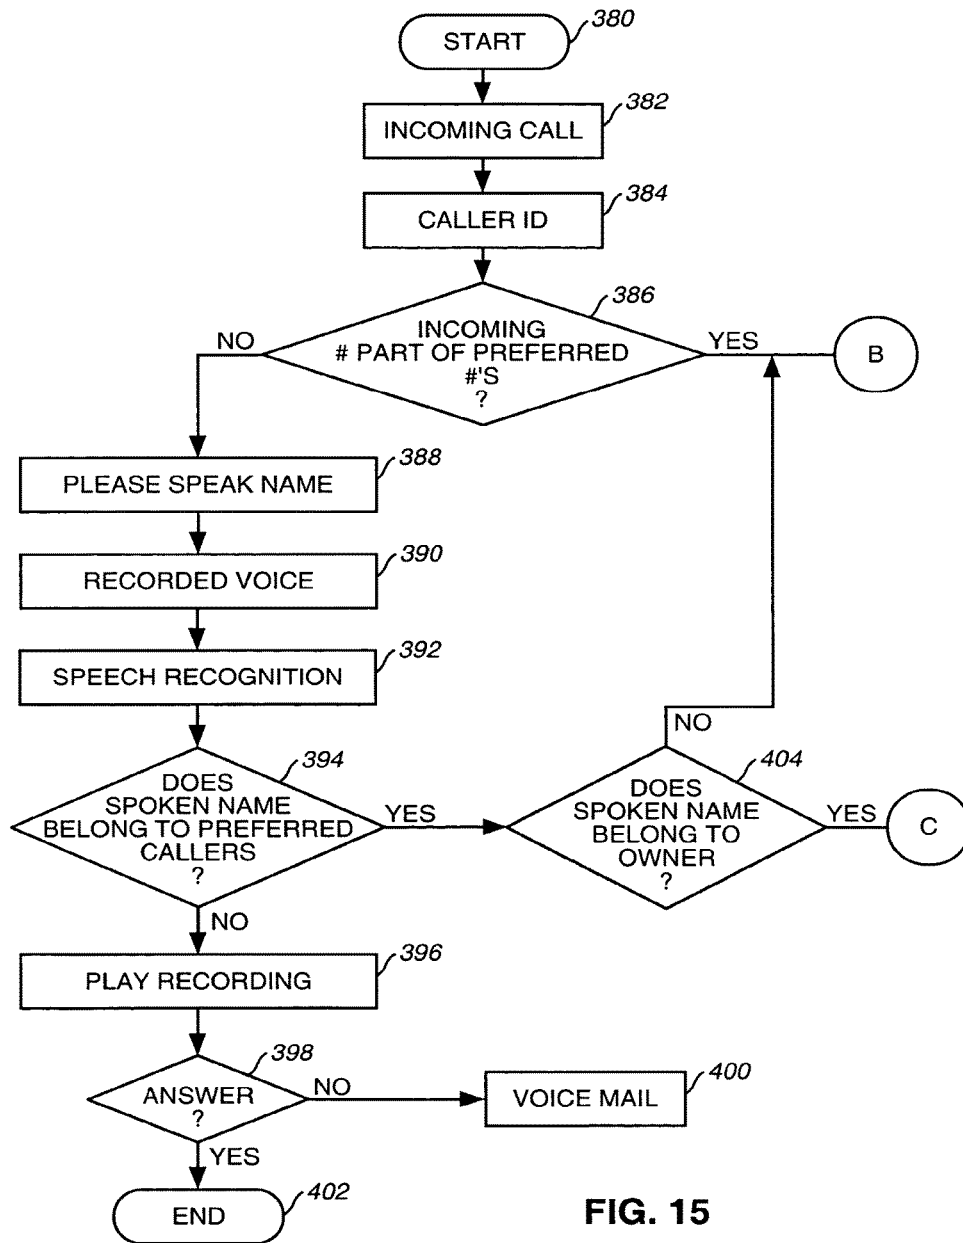 START
380
INCOMING CALL
382
CALLER ID
384
INCOMING
# PART OF PREFERRED
#'S
?
386
NO
YES
B
PLEASE SPEAK NAME
388
RECORDED VOICE
390
SPEECH RECOGNITION
392
DOES
SPOKEN NAME
BELONG TO PREFERRED
CALLERS
?
394
YES
NO
DOES
SPOKEN NAME
BELONG TO
OWNER
?
404
NO
YES
C
PLAY RECORDING
396
ANSWER
?
398
NO
VOICE MAIL
400
YES
END
402
FIG. 15